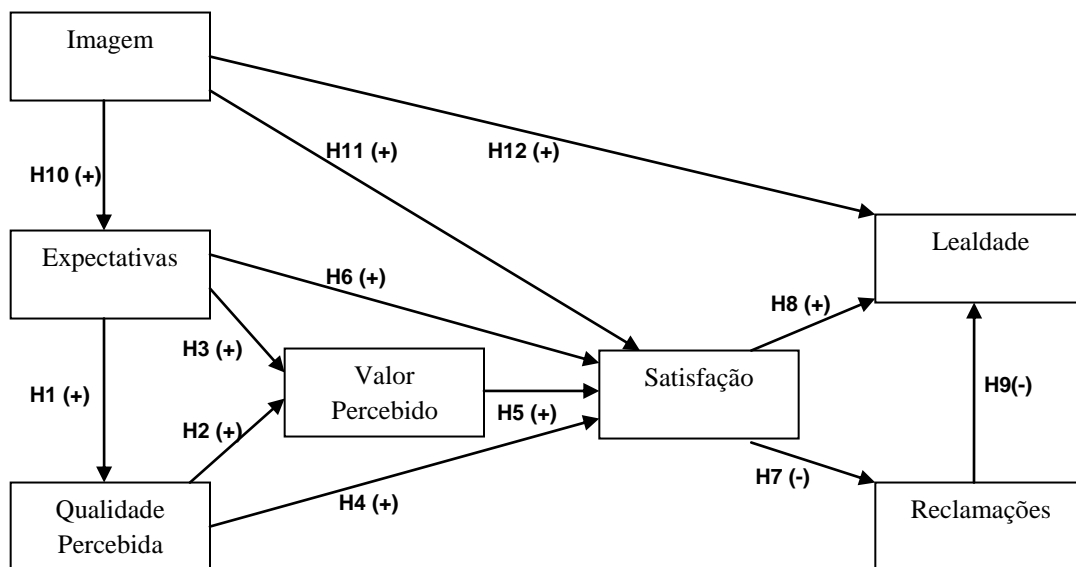 Imagem
H12 (+)
H11 (+)
H10 (+)
Lealdade
Expectativas
H6 (+)
H8 (+)
H3 (+)
Valor
Percebido
Satisfação
H9(-)
H1 (+)
H5 (+)
H2 (+)
H7 (-)
H4 (+)
Qualidade
Percebida
Reclamações